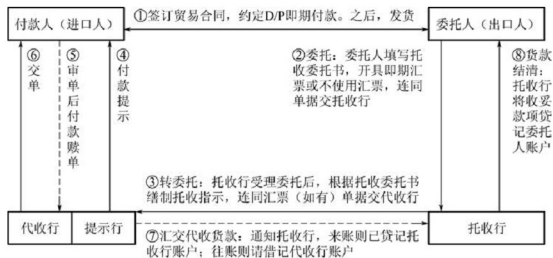 付款人（进口人）
①签订贸易合同，约定D/P即期付款。之后，发货
委托人（出口人）
⑥交单
⑤审单后付款赎单
④付款提示
②委托：委托人填写托
收委托书，开具即期汇
票或不使用汇票，连同
单据交托收行
⑧货款
结清：
托收行
将收妥
款项贷
记委托
人账户
③转委托：托收行受理委托后，根据托收委托书
缮制托收指示，连同汇票（如有）单据交代收行
代收行
提示行
托收行
⑦汇交代收货款：通知托收行，来账则已贷记托
收行账户；往账则请借记代收行账户